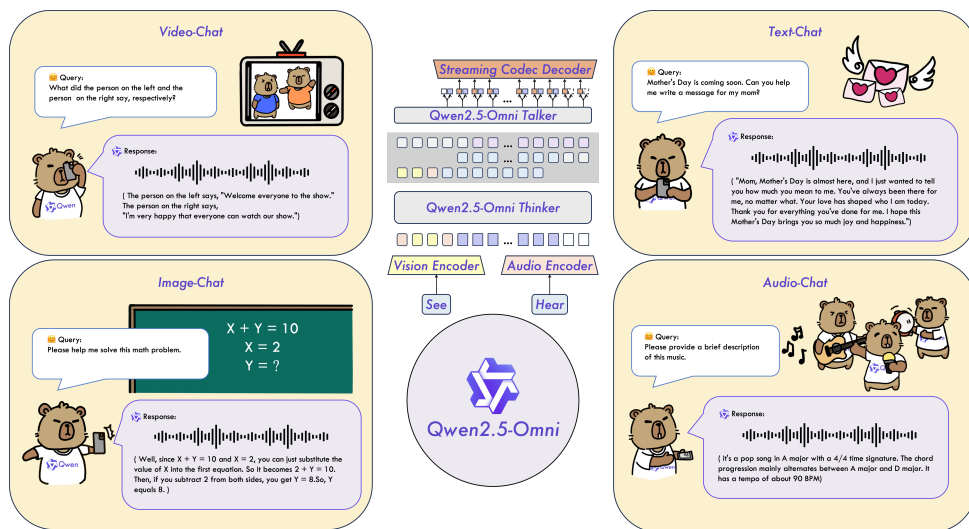 Video-Chat
Query:
What did the person on the left and the
person on the right say, respectively?
Response:
( The person on the left says, "Welcome everyone to the show."
The person on the right says,
"I'm very happy that everyone can watch our show.")
Qwen
Streaming Codec Decoder
...
Qwen2.5-Omni Talker
...
...
Qwen2.5-Omni Thinker
...
Vision Encoder
Audio Encoder
See
Hear
Qwen2.5-Omni
Text-Chat
Query:
Mother's Day is coming soon. Can you help
me write a message for my mom?
Response:
( "Mom, Mother's Day is almost here, and I just wanted to tell
you how much you mean to me. You've always been there for
me, no matter what. Your love has shaped who I am today.
Thank you for everything you've done for me. I hope this
Mother's Day brings you so much joy and happiness.")
Qwen
Image-Chat
X + Y = 10
X = 2
Y = ?
Query:
Please help me solve this math problem.
Response:
( Well, since X + Y = 10 and X = 2, you can just substitute the
value of X into the first equation. So it becomes 2 + Y = 10.
Then, if you subtract 2 from both sides, you get Y = 8.So, Y
equals 8. )
Qwen
Audio-Chat
Query:
Please provide a brief description
of this music.
Response:
( it's a pop song in A major with a 4/4 time signature. The chord
progression mainly alternates between A major and D major. It
has a tempo of about 90 BPM)
Qwen